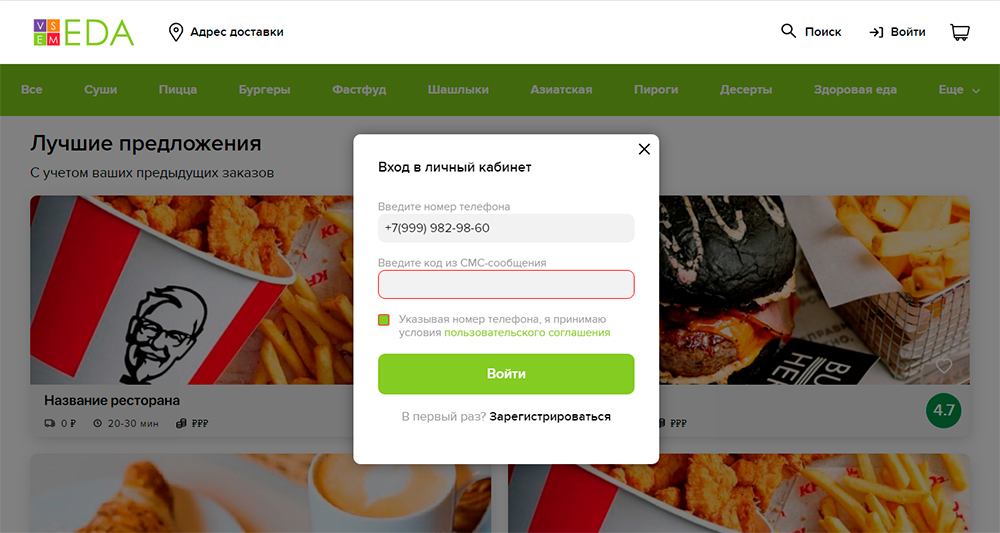 VS
EM
EDA
Адрес доставки
Поиск
Войти
Все
Суши
Пицца
Бургеры
Фастфуд
Шашлыки
Азиатская
Пироги
Десерты
Здоровая еда
Еще
Лучшие предложения
С учетом ваших предыдущих заказов
Вход в личный кабинет
Введите номер телефона
+7(999) 982-98-60
Введите код из СМС-сообщения
Указывая номер телефона, я принимаю
условия пользовательского соглашения
Войти
В первый раз? Зарегистрироваться
KFC
Название ресторана
0 ₽
20-30 мин
₽₽₽
₽₽₽
4.7